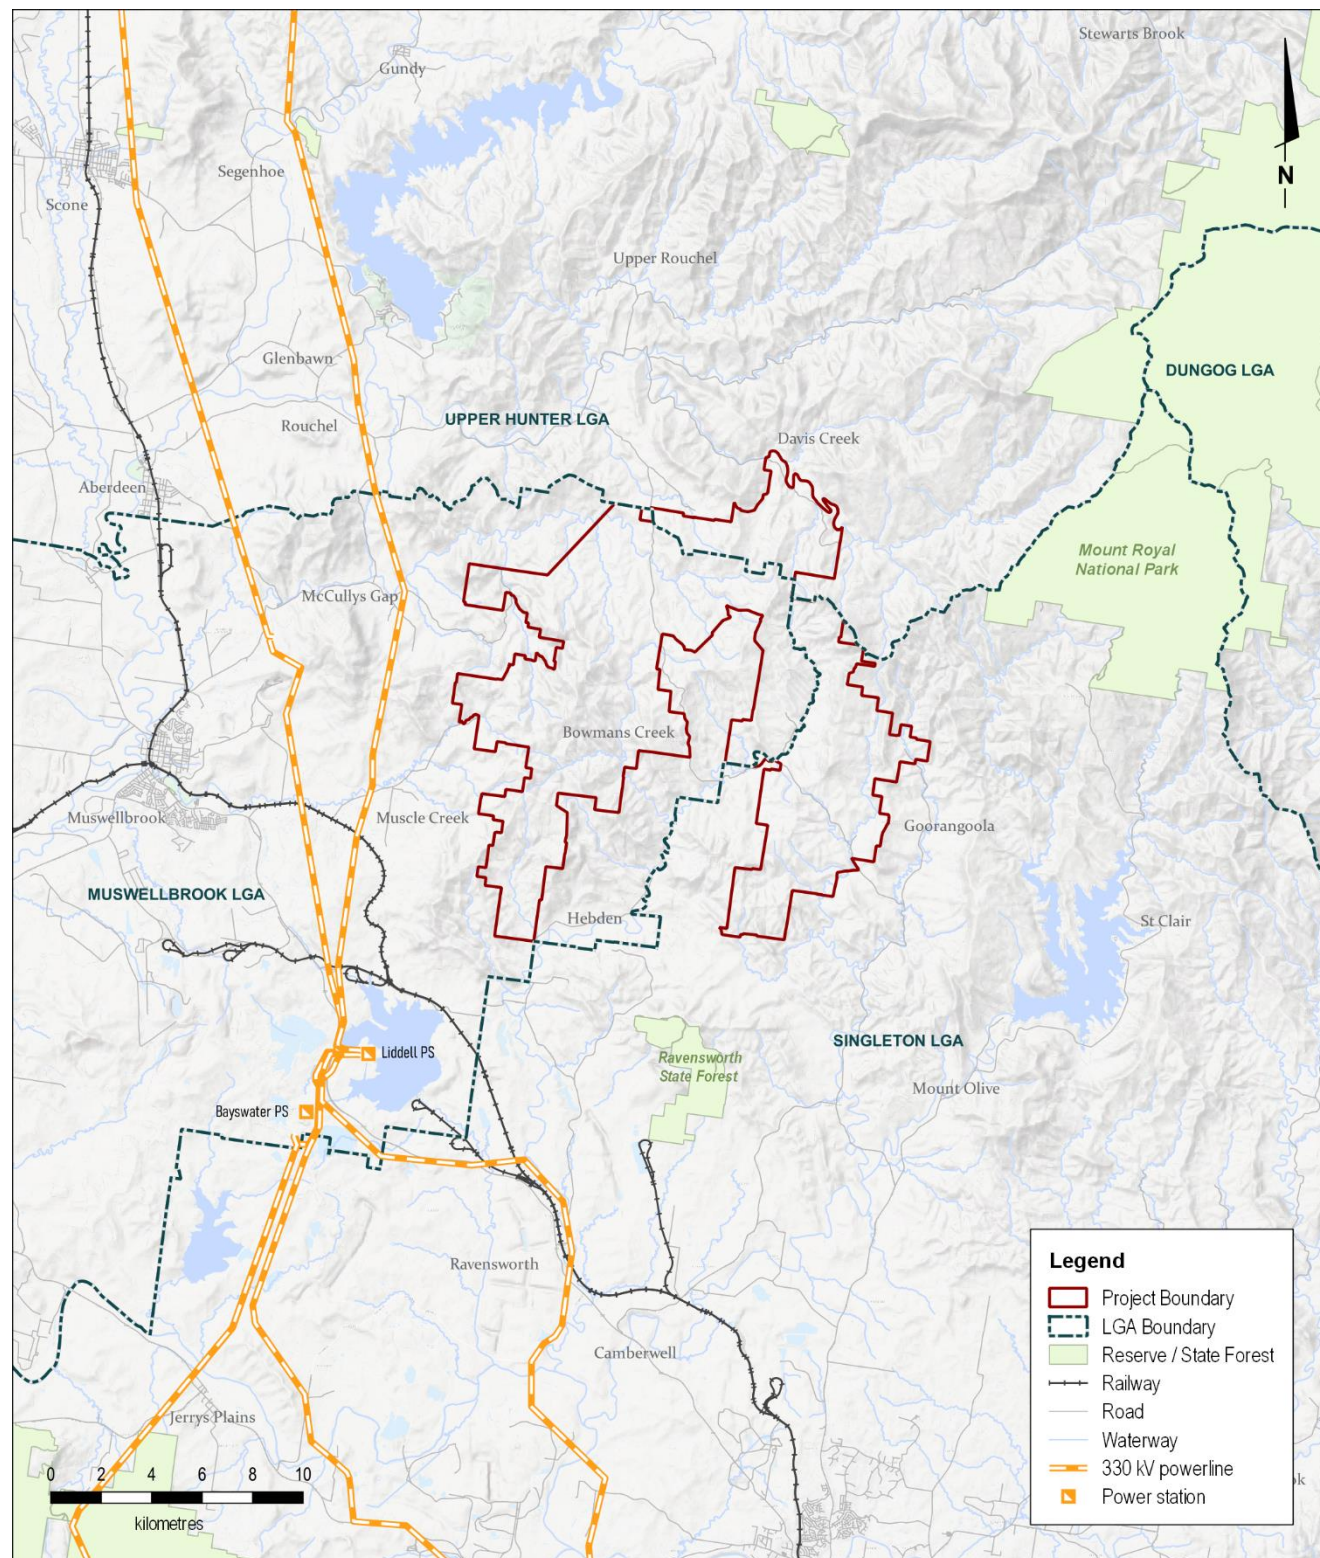 Stewarts Brook
Gundy
Segenhoe
N
Scone
Upper Rouchel
Glenbawn
DUNGOG LGA
UPPER HUNTER LGA
Rouchel
Davis Creek
Aberdeen
Mount Royal
National Park
McCullys Gap
Bowmans Creek
Muswellbrook
Muscle Creek
Goorangoola
MUSWELLBROOK LGA
Hebden
St Clair
SINGLETON LGA
Liddell PS
Ravensworth
State Forest
Mount Olive
Bayswater PS
Ravensworth
Camberwell
Jerrys Plains
0 2 4 6 8 10
kilometres
Legend
Project Boundary
LGA Boundary
Reserve / State Forest
Railway
Road
Waterway
330 kV powerline
Power station